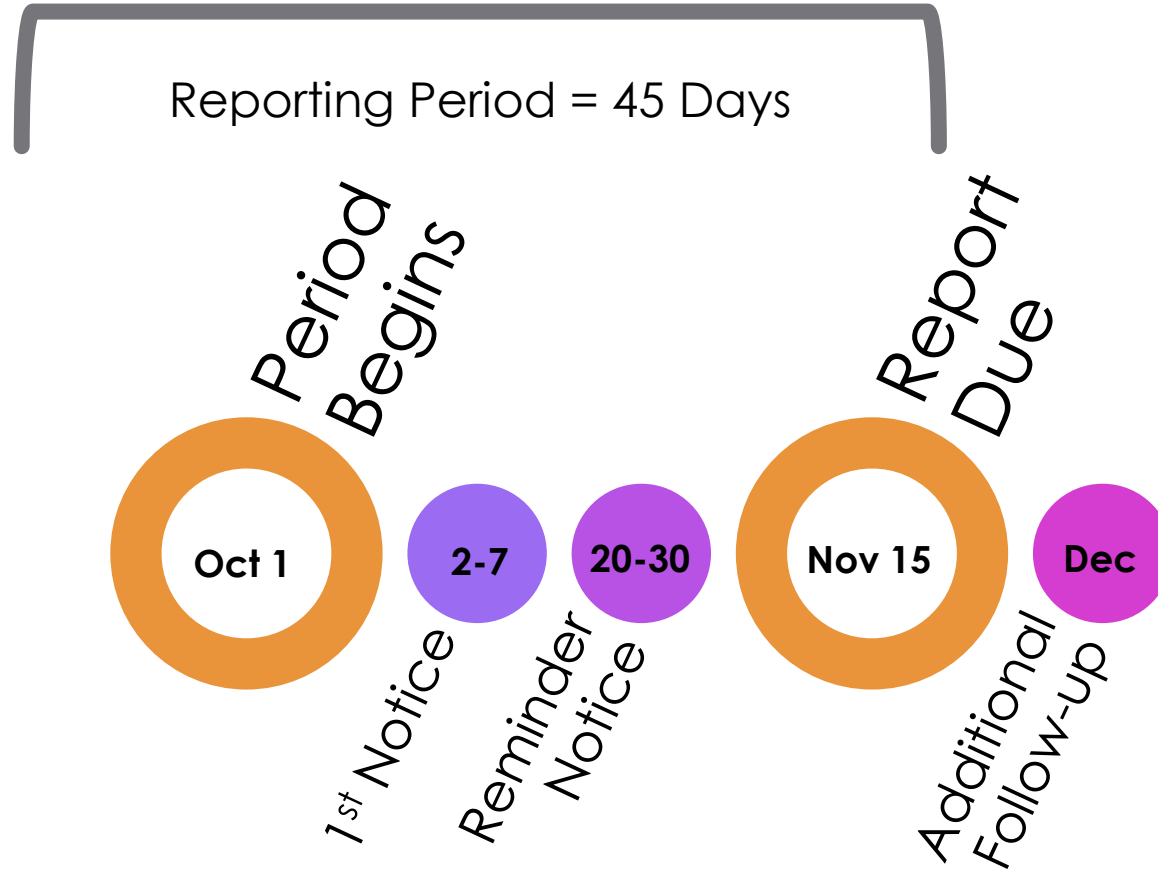 Reporting Period = 45 Days
Period
Begins
Report
Due
Oct 1
2-7
20-30
Nov 15
Dec
1st Notice
Reminder
Notice
Additional
Follow-up